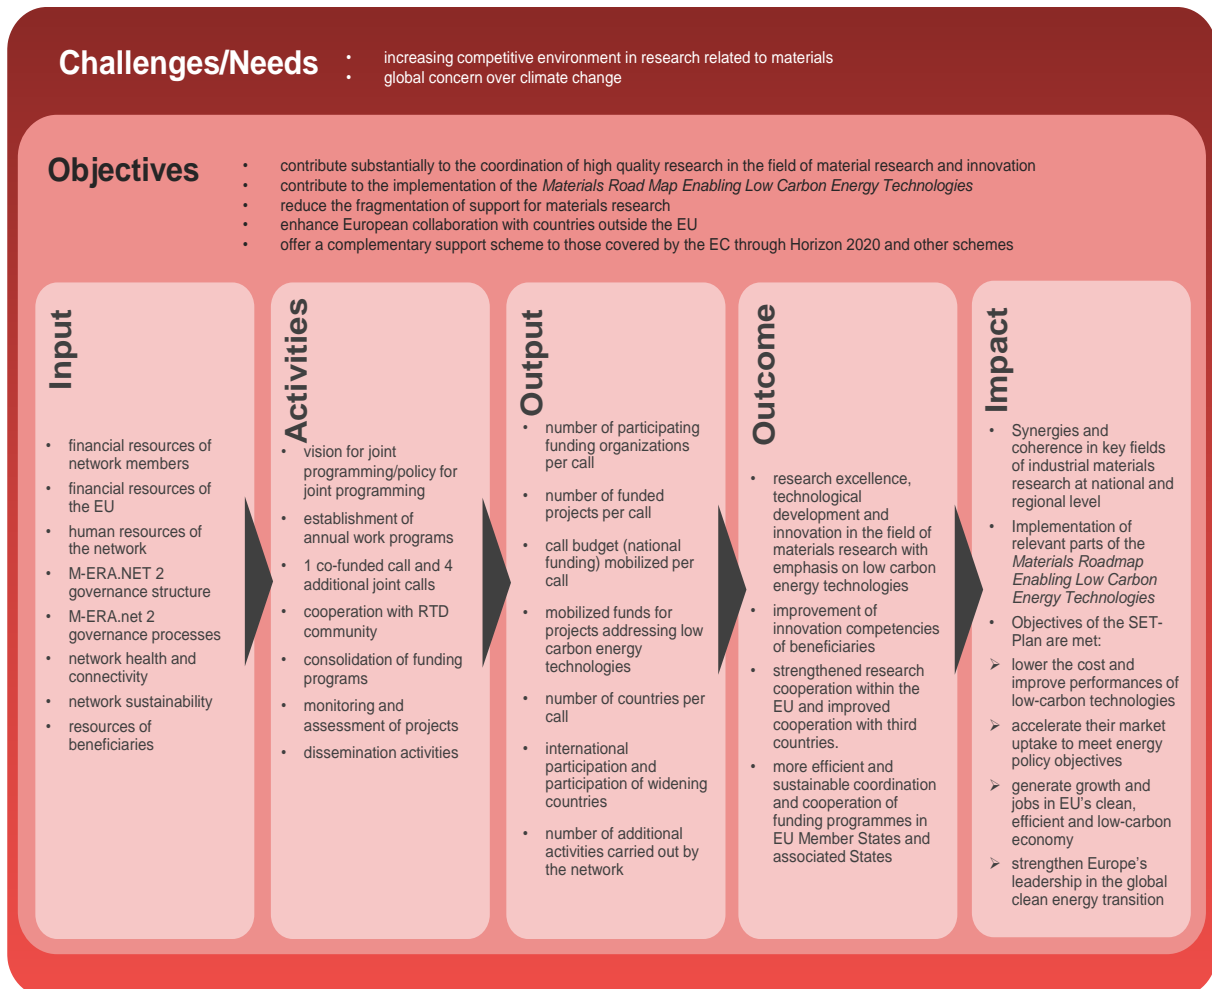 Challenges/Needs
• increasing competitive environment in research related to materials
• global concern over climate change
Objectives
• contribute substantially to the coordination of high quality research in the field of material research and innovation
• contribute to the implementation of the Materials Road Map Enabling Low Carbon Energy Technologies
• reduce the fragmentation of support for materials research
• enhance European collaboration with countries outside the EU
• offer a complementary support scheme to those covered by the EC through Horizon 2020 and other schemes
Input
• financial resources of
network members
• financial resources of
the EU
• human resources of
the network
• M-ERA.NET 2
governance structure
• M-ERA.net 2
governance processes
• network health and
connectivity
• network sustainability
• resources of
beneficiaries
Activities
• vision for joint
programming/policy for
joint programming
• establishment of
annual work programs
• 1 co-funded call and 4
additional joint calls
• cooperation with RTD
community
• consolidation of funding
programs
• monitoring and
assessment of projects
• dissemination activities
Output
• number of participating
funding organizations
per call
• number of funded
projects per call
• call budget (national
funding) mobilized per
call
• mobilized funds for
projects addressing low
carbon energy
technologies
• number of countries per
call
• international
participation and
participation of widening
countries
• number of additional
activities carried out by
the network
Outcome
• research excellence,
technological
development and
innovation in the field of
materials research with
emphasis on low carbon
energy technologies
• improvement of
innovation competencies
of beneficiaries
• strengthened research
cooperation within the
EU and improved
cooperation with third
countries.
• more efficient and
sustainable coordination
and cooperation of
funding programmes in
EU Member States and
associated States
Impact
• Synergies and
coherence in key fields
of industrial materials
research at national and
regional level
• Implementation of
relevant parts of the
Materials Roadmap
Enabling Low Carbon
Energy Technologies
• Objectives of the SET-
Plan are met:
➢ lower the cost and
improve performances of
low-carbon technologies
➢ accelerate their market
uptake to meet energy
policy objectives
➢ generate growth and
jobs in EU's clean,
efficient and low-carbon
economy
➢ strengthen Europe's
leadership in the global
clean energy transition